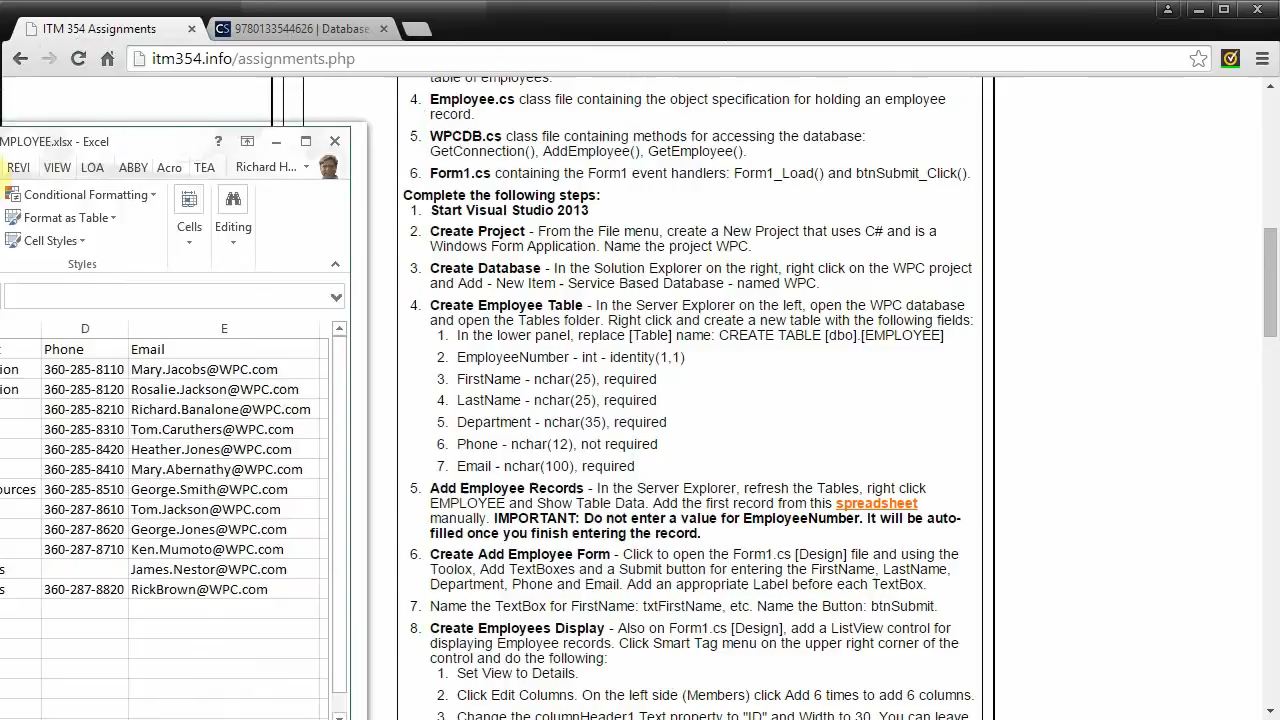 ITM 354 Assignments
CS 9780133544626 | Database
itm354.info/assignments.php
table of employees.
4. Employee.cs class file containing the object specification for holding an employee
record.
5. WPCDB.cs class file containing methods for accessing the database:
GetConnection(), AddEmployee(), GetEmployee().
6. Form1.cs containing the Form1 event handlers: Form1_Load() and btnSubmit_Click().
Complete the following steps:
1. Start Visual Studio 2013
2. Create Project - From the File menu, create a New Project that uses C# and is a
Windows Form Application. Name the project WPC.
3. Create Database - In the Solution Explorer on the right, right click on the WPC project
and Add - New Item - Service Based Database - named WPC.
4. Create Employee Table - In the Server Explorer on the left, open the WPC database
and open the Tables folder. Right click and create a new table with the following fields:
1. In the lower panel, replace [Table] name: CREATE TABLE [dbo].[EMPLOYEE]
2. EmployeeNumber - int - identity(1,1)
3. FirstName - nchar(25), required
4. LastName - nchar(25), required
5. Department - nchar(35), required
6. Phone - nchar(12), not required
7. Email - nchar(100), required
5. Add Employee Records - In the Server Explorer, refresh the Tables, right click
EMPLOYEE and Show Table Data. Add the first record from this spreadsheet
manually. IMPORTANT: Do not enter a value for EmployeeNumber. It will be auto-
filled once you finish entering the record.
6. Create Add Employee Form - Click to open the Form1.cs [Design] file and using the
Toolox, Add TextBoxes and a Submit button for entering the FirstName, LastName,
Department, Phone and Email. Add an appropriate Label before each TextBox.
7. Name the TextBox for FirstName: txtFirstName, etc. Name the Button: btnSubmit.
8. Create Employees Display - Also on Form1.cs [Design], add a ListView control for
displaying Employee records. Click Smart Tag menu on the upper right corner of the
control and do the following:
1. Set View to Details.
2. Click Edit Columns. On the left side (Members) click Add 6 times to add 6 columns.
3. Change the columnHeader1 Text property to "ID" and Width to 30. You can leave
MPLOYEE.xlsx - Excel ?
REVI VIEW LOA ABBY Acro TEA Richard H...
Conditional Formatting
Format as Table
Cell Styles
Cells
Editing
Styles
D E
Phone Email
ion 360-285-8110 Mary.Jacobs@WPC.com
ion 360-285-8120 Rosalie.Jackson@WPC.com
360-285-8210 Richard.Banalone@WPC.com
360-285-8310 Tom.Caruthers@WPC.com
360-285-8420 Heather.Jones@WPC.com
360-285-8410 Mary.Abernathy@WPC.com
ources 360-285-8510 George.Smith@WPC.com
360-287-8610 Tom.Jackson@WPC.com
360-287-8620 George.Jones@WPC.com
360-287-8710 Ken.Mumoto@WPC.com
s James.Nestor@WPC.com
s 360-287-8820 RickBrown@WPC.com